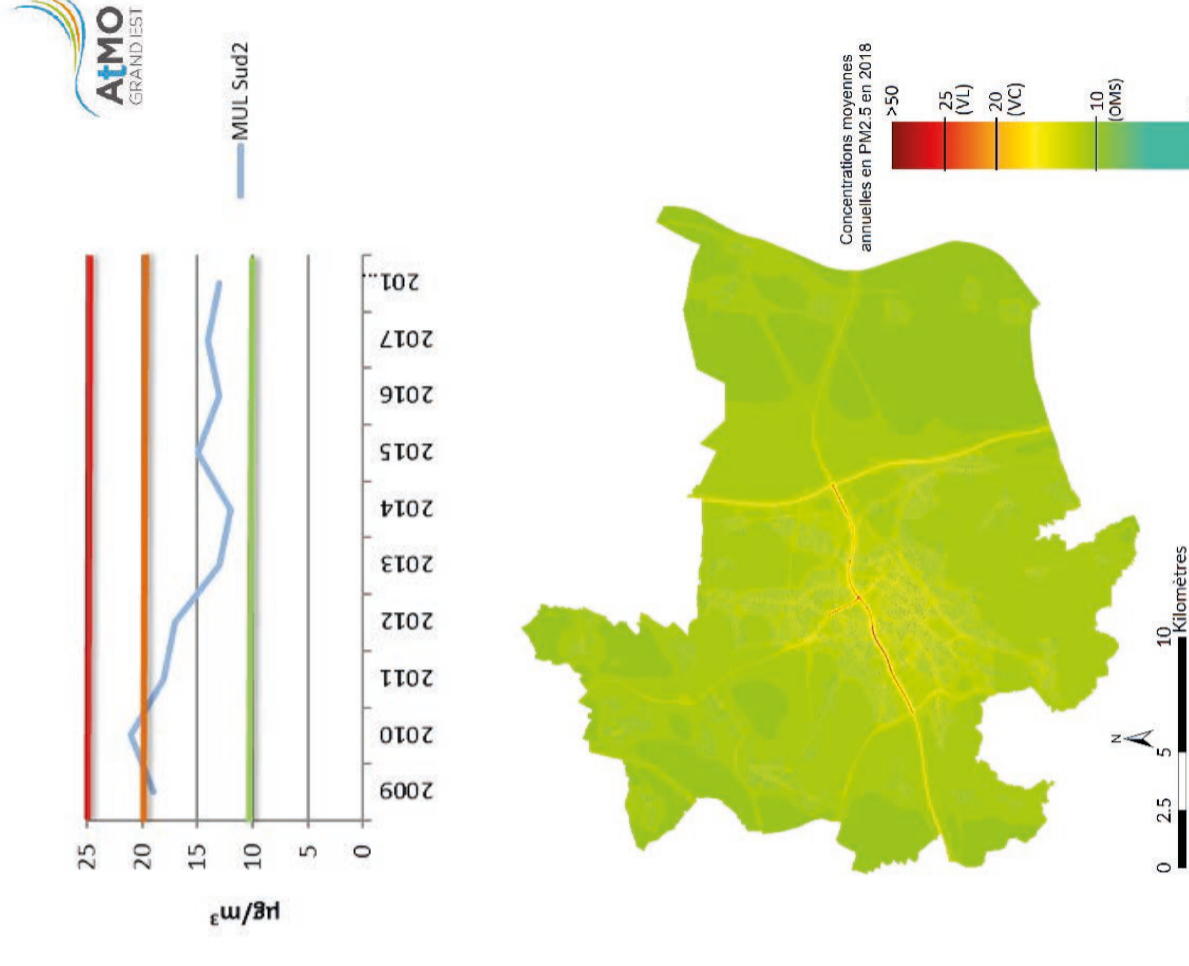 AtMO
GRAND EST
MUL Sud2
µg/m³
25
20
15
10
5
0
2009
2010
2011
2012
2013
2014
2015
2016
2017
201...
Concentrations moyennes
annuelles en PM2.5 en 2018
>50
25
(VL)
20
(VC)
10
(OMS)
N
0 2.5 5 10
Kilomètres